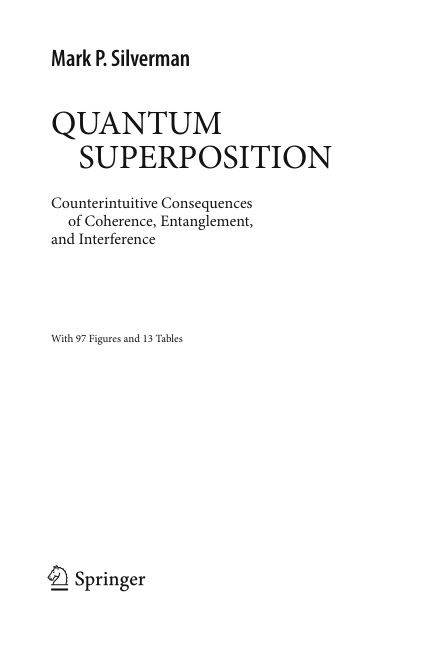 Mark P. Silverman
QUANTUM
SUPERPOSITION
Counterintuitive Consequences
of Coherence, Entanglement,
and Interference
With 97 Figures and 13 Tables
Springer